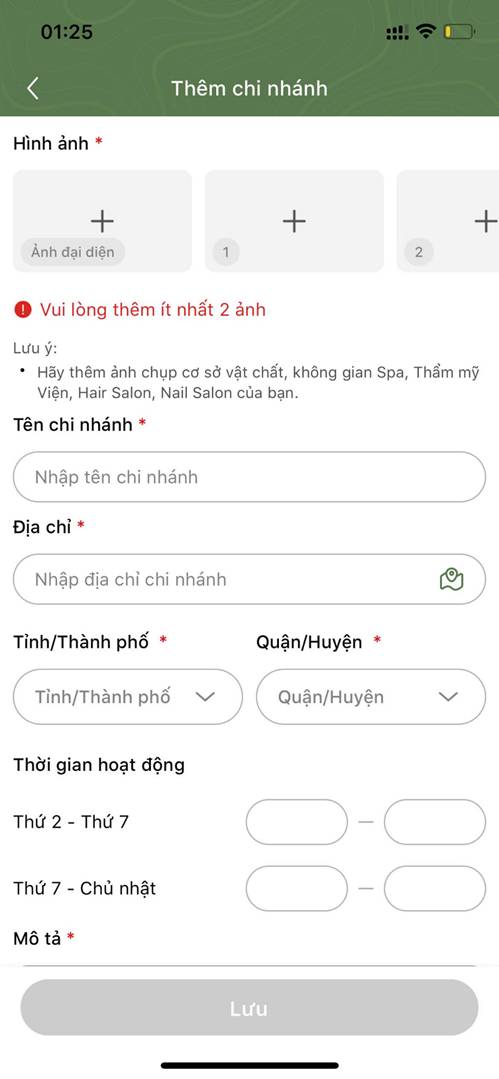 01:25
Thêm chi nhánh
Hình ảnh *
Ảnh đại diện
1
2
Vui lòng thêm ít nhất 2 ảnh
Lưu ý:
• Hãy thêm ảnh chụp cơ sở vật chất, không gian Spa, Thẩm mỹ
Viện, Hair Salon, Nail Salon của bạn.
Tên chi nhánh *
Nhập tên chi nhánh
Địa chỉ *
Nhập địa chỉ chi nhánh
Tỉnh/Thành phố * Quận/Huyện *
Tỉnh/Thành phố Quận/Huyện
Thời gian hoạt động
Thứ 2 - Thứ 7
Thứ 7 - Chủ nhật
Mô tả *
Lưu